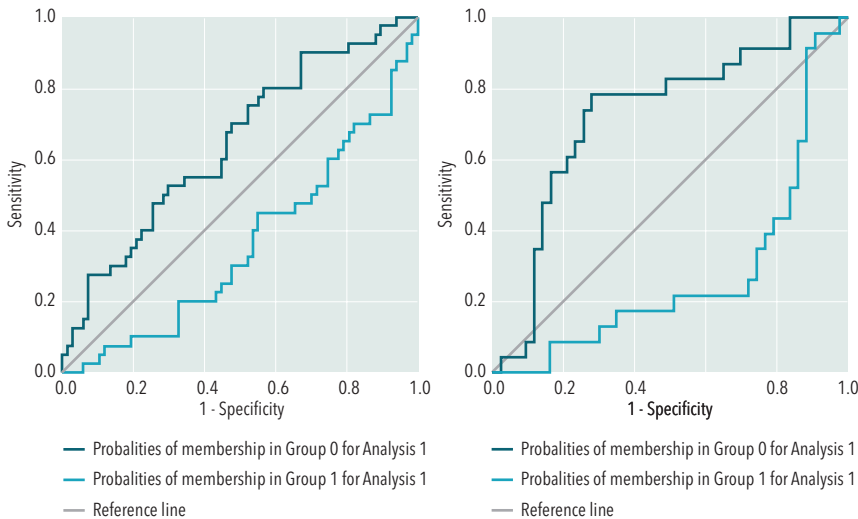 1.0
0.8
0.6
0.4
0.2
0.0
Sensitivity
0.0 0.2 0.4 0.6 0.8 1.0
1 - Specificity
Probalities of membership in Group 0 for Analysis 1
Probalities of membership in Group 1 for Analysis 1
Reference line
1.0
0.8
0.6
0.4
0.2
0.0
Sensitivity
0.0 0.2 0.4 0.6 0.8 1.0
1 - Specificity
Probalities of membership in Group 0 for Analysis 1
Probalities of membership in Group 1 for Analysis 1
Reference line